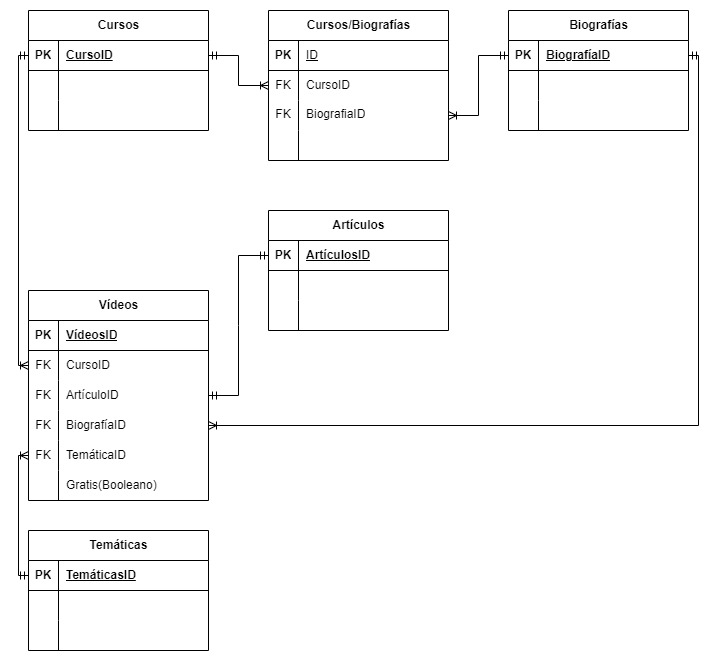 Cursos
PK CursoID
Cursos/Biografías
PK ID
FK CursoID
FK BiografiaID
Biografías
PK BiografíaID
Artículos
PK ArtículosID
Vídeos
PK VídeosID
FK CursoID
FK ArtículoID
FK BiografíaID
FK TemáticaID
Gratis(Booleano)
Temáticas
PK TemáticasID